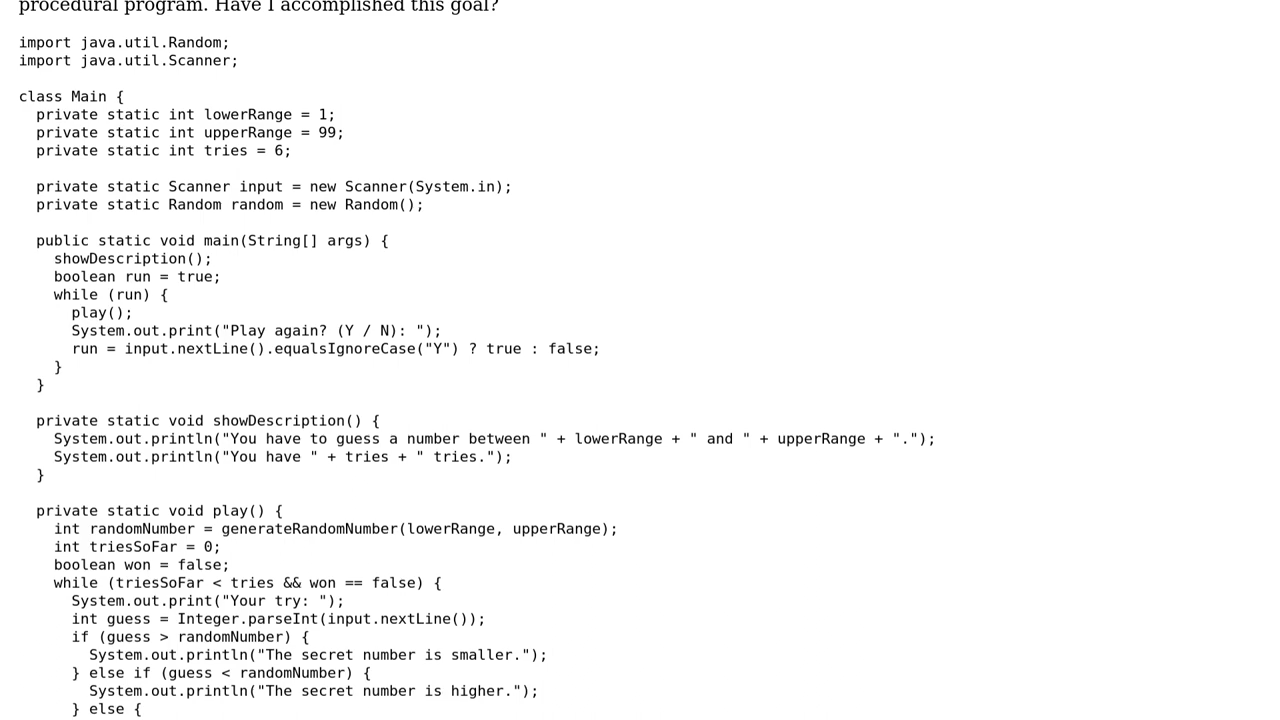 procedural program. Have I accomplished this goal?
import java.util.Random;
import java.util.Scanner;
class Main {
  private static int lowerRange = 1;
  private static int upperRange = 99;
  private static int tries = 6;
  private static Scanner input = new Scanner(System.in);
  private static Random random = new Random();
  public static void main(String[] args) {
    showDescription();
    boolean run = true;
    while (run) {
      play();
      System.out.print("Play again? (Y / N): ");
      run = input.nextLine().equalsIgnoreCase("Y") ? true : false;
    }
  }
  private static void showDescription() {
    System.out.println("You have to guess a number between " + lowerRange + " and " + upperRange + ".");
    System.out.println("You have " + tries + " tries.");
  }
  private static void play() {
    int randomNumber = generateRandomNumber(lowerRange, upperRange);
    int triesSoFar = 0;
    boolean won = false;
    while (triesSoFar < tries && won == false) {
      System.out.print("Your try: ");
      int guess = Integer.parseInt(input.nextLine());
      if (guess > randomNumber) {
        System.out.println("The secret number is smaller.");
      } else if (guess < randomNumber) {
        System.out.println("The secret number is higher.");
      } else {